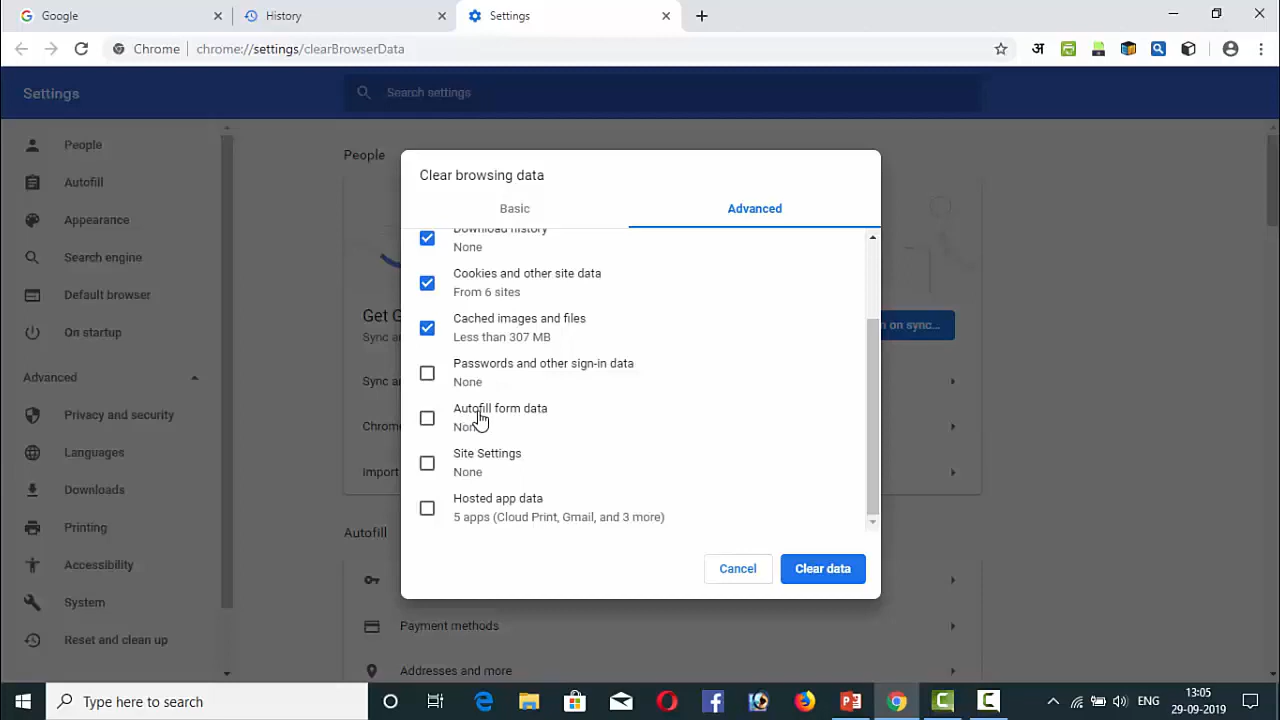 Google
History
Settings
Chrome
chrome://settings/clearBrowserData
अ
Settings
Search settings
People
Autofill
Appearance
Search engine
Default browser
On startup
Advanced
Privacy and security
Languages
Downloads
Printing
Accessibility
System
Reset and clean up
People
Get G
Sync a
n on sync...
Sync a
Chrom
Import
Autofill
Payment methods
Addresses and more
Clear browsing data
Basic
Advanced
Download history
None
Cookies and other site data
From 6 sites
Cached images and files
Less than 307 MB
Passwords and other sign-in data
None
Autofill form data
Site Settings
None
Hosted app data
5 apps (Cloud Print, Gmail, and 3 more)
Cancel
Clear data
Type here to search
ENG
13:05
29-09-2019